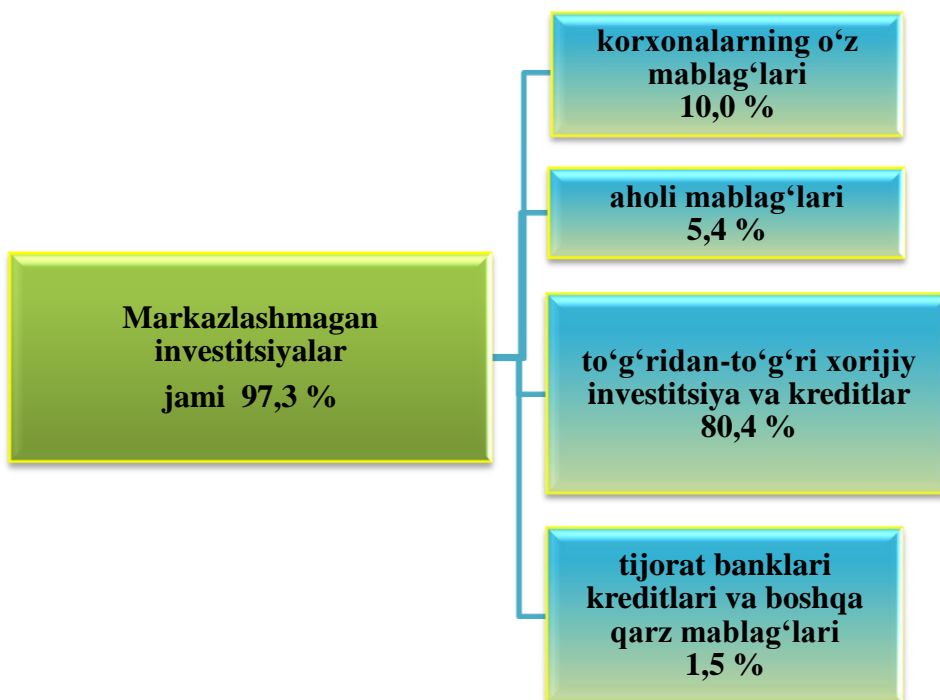 korxonalarning o‘z
mablag‘lari
10,0 %
aholi mablag‘lari
5,4 %
Markazlashmagan
investitsiyalar
jami 97,3 %
to‘g‘ridan-to‘g‘ri xorijiy
investitsiya va kreditlar
80,4 %
tijorat banklari
kreditlari va boshqa
qarz mablag‘lari
1,5 %